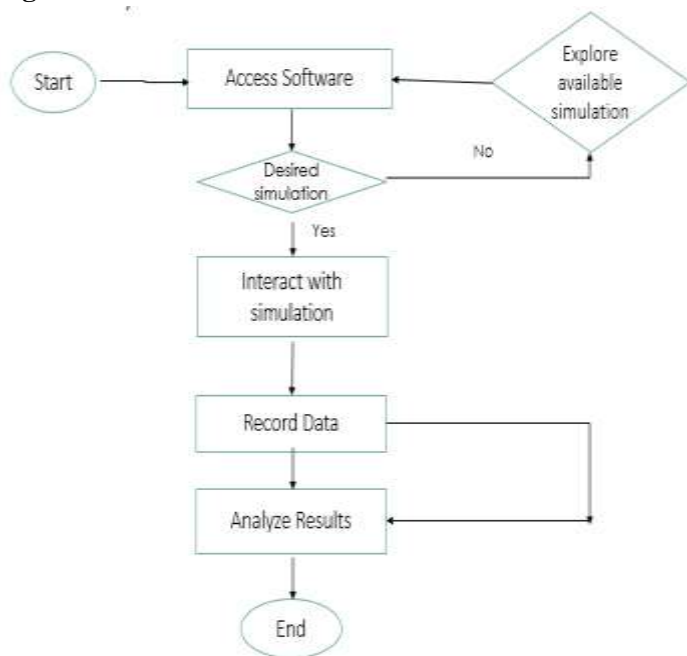 Start
Access Software
Explore
available
simulation
Desired
simulation
No
Yes
Interact with
simulation
Record Data
Analyze Results
End